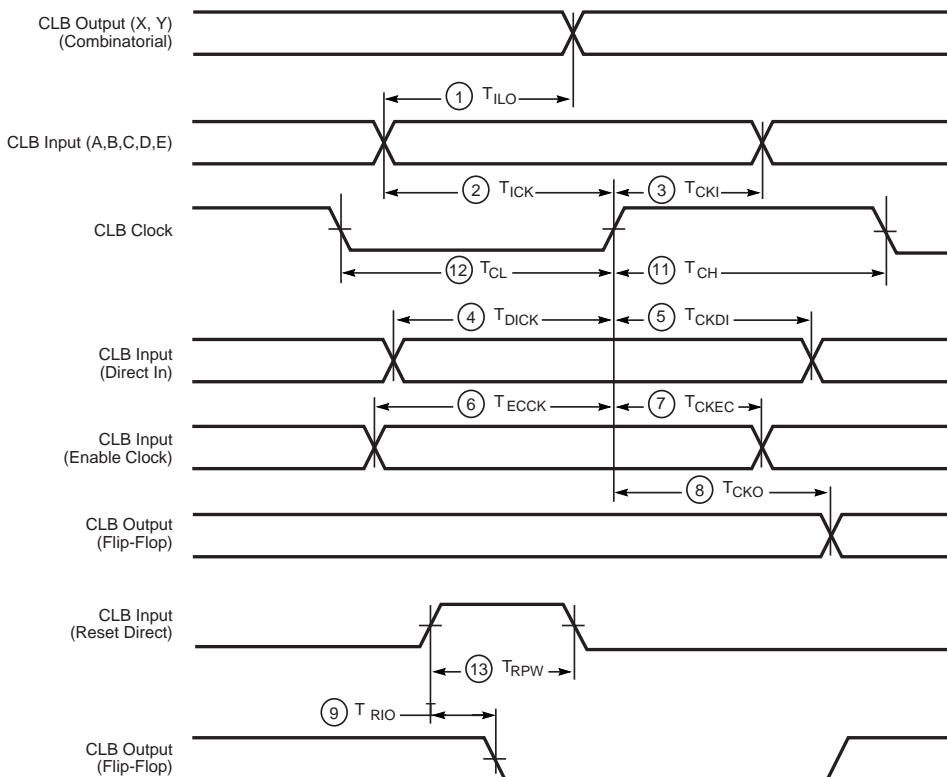 CLB Output (X, Y)
(Combinatorial)
1 TILO
CLB Input (A,B,C,D,E)
2 TICK
3 TCKI
CLB Clock
12 TCL
11 TCH
4 TDICK
5 TCKDI
CLB Input
(Direct In)
6 TECCK
7 TCKEC
CLB Input
(Enable Clock)
8 TCKO
CLB Output
(Flip-Flop)
CLB Input
(Reset Direct)
13 TRPW
9 T RIO T
CLB Output
(Flip-Flop)